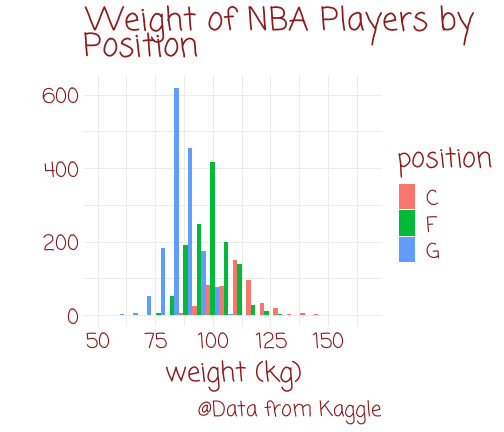 Weight of NBA Players by
Position
600
400
200
0
50 75 100 125 150
weight (kg)
position
C
F
G
@Data from Kaggle